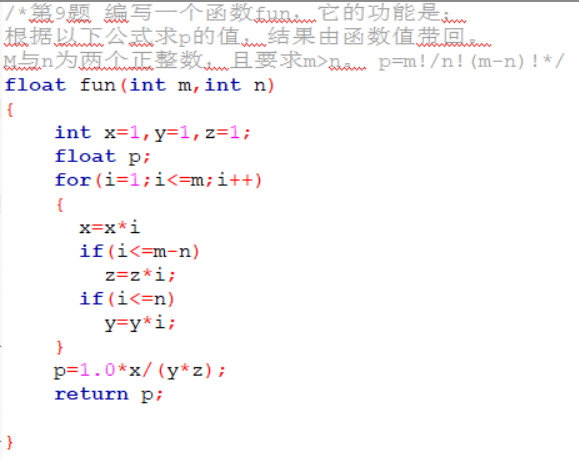 /*第9题 编写一个函数fun，它的功能是：
根据以下公式求p的值，结果由函数值带回。
M与n为两个正整数，且要求m>n。 p=m!/n!(m-n)!*/
float fun(int m,int n)
{
    int x=1,y=1,z=1;
    float p;
    for(i=1;i<=m;i++)
    {
      x=x*i
      if(i<=m-n)
        z=z*i;
      if(i<=n)
        y=y*i;
    }
    p=1.0*x/(y*z);
    return p;
}